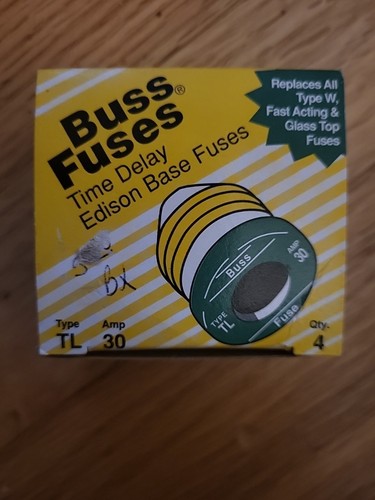 Buss®
Fuses
Time Delay
Edison Base Fuses
Replaces All
Type W,
Fast Acting &
Glass Top
Fuses
Buss
AMP
30
TYPE
TL
Fuse
BX
Type
TL
Amp
30
Qty.
4